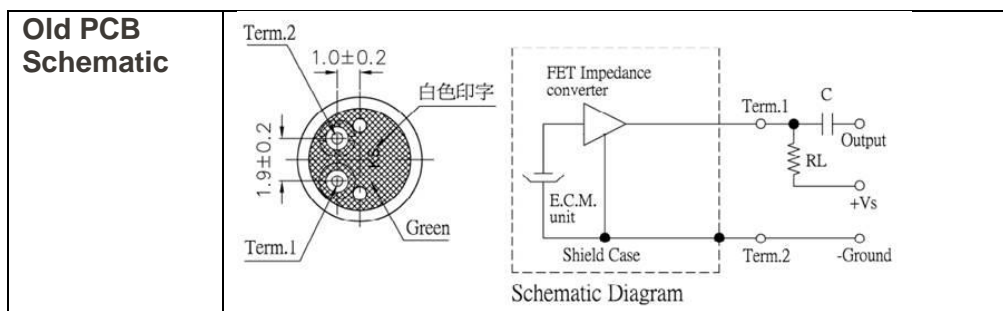 Old PCB
Schematic
Term.2
1.0±0.2
白色印字
1.9±0.2
Green
Term.1
FET Impedance
converter
Term.1
C
Output
RL
+Vs
E.C.M.
unit
Shield Case
Term.2
-Ground
Schematic Diagram